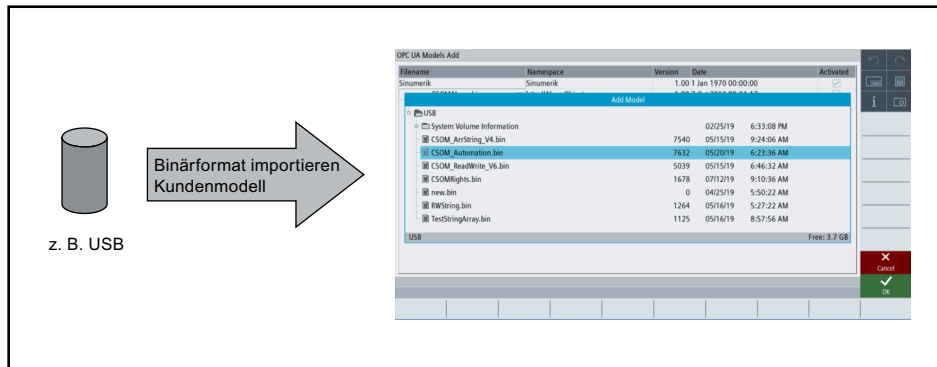 z. B. USB
Binärformat importieren
Kundenmodell
OPC UA Models Add
Filename Namespace Version Date Activated
Sinumerik Sinumerik 1.00 1 Jan 1970 00:00:00
Add Model
USB
System Volume Information 02/25/19 6:33:08 PM
CSOM_ArrString_V4.bin 7540 05/15/19 9:24:06 AM
CSOM_Automation.bin 7632 05/20/19 6:23:36 AM
CSOM_ReadWrite_V6.bin 5039 05/15/19 6:46:32 AM
CSOMRights.bin 1678 07/12/19 9:10:36 AM
new.bin 0 04/25/19 5:50:22 AM
RWString.bin 1264 05/16/19 5:27:22 AM
TestStringArray.bin 1125 05/16/19 8:57:56 AM
USB Free: 3.7 GB
Cancel
OK